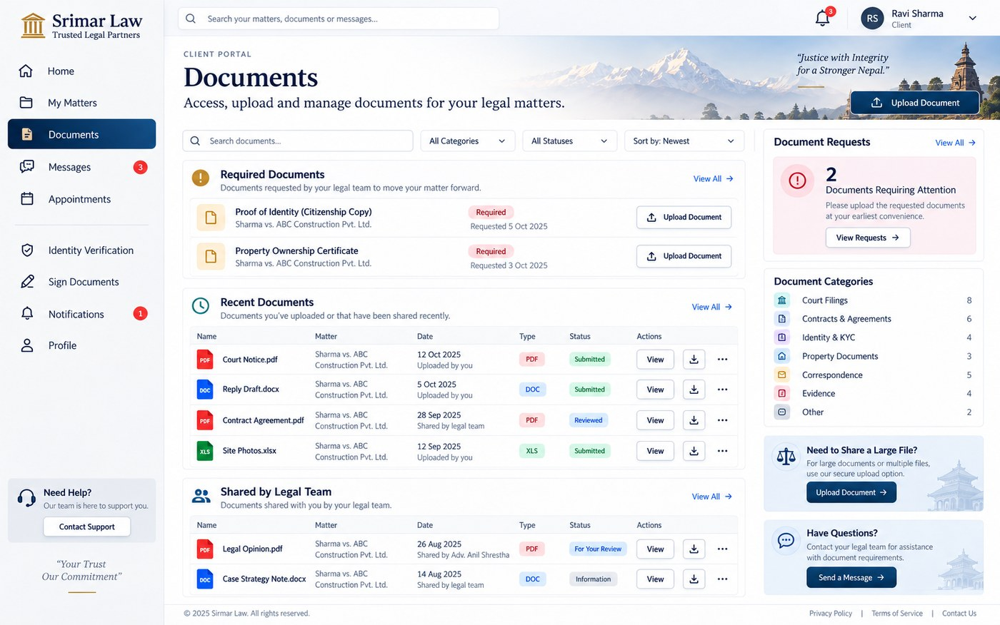 Srimar Law
Trusted Legal Partners
Search your matters, documents or messages...
3
RS
Ravi Sharma
Client
Home
My Matters
Documents
Messages
3
Appointments
Identity Verification
Sign Documents
Notifications
1
Profile
Need Help?
Our team is here to support you.
Contact Support
“Your Trust
Our Commitment”
CLIENT PORTAL
Documents
Access, upload and manage documents for your legal matters.
“Justice with Integrity
for a Stronger Nepal.”
Upload Document
Search documents...
All Categories
All Statuses
Sort by: Newest
Required Documents
Documents requested by your legal team to move your matter forward.
View All
Proof of Identity (Citizenship Copy)
Sharma vs. ABC Construction Pvt. Ltd.
Required
Requested 5 Oct 2025
Upload Document
Property Ownership Certificate
Sharma vs. ABC Construction Pvt. Ltd.
Required
Requested 3 Oct 2025
Upload Document
Recent Documents
Documents you've uploaded or that have been shared recently.
View All
Name Matter Date Type Status Actions
PDF
Court Notice.pdf
Sharma vs. ABC
Construction Pvt. Ltd.
12 Oct 2025
Uploaded by you
PDF
Submitted
View
DOC
Reply Draft.docx
Sharma vs. ABC
Construction Pvt. Ltd.
5 Oct 2025
Uploaded by you
DOC
Submitted
View
PDF
Contract Agreement.pdf
Sharma vs. ABC
Construction Pvt. Ltd.
28 Sep 2025
Shared by legal team
PDF
Reviewed
View
XLS
Site Photos.xlsx
Sharma vs. ABC
Construction Pvt. Ltd.
12 Sep 2025
Uploaded by you
XLS
Submitted
View
Shared by Legal Team
Documents shared with you by your legal team.
View All
Name Matter Date Type Status Actions
PDF
Legal Opinion.pdf
Sharma vs. ABC
Construction Pvt. Ltd.
26 Aug 2025
Shared by Adv. Anil Shrestha
PDF
For Your Review
View
DOC
Case Strategy Note.docx
Sharma vs. ABC
Construction Pvt. Ltd.
14 Aug 2025
Shared by legal team
DOC
Information
View
Document Requests
View All
2
Documents Requiring Attention
Please upload the requested documents
at your earliest convenience.
View Requests
Document Categories
Court Filings 8
Contracts & Agreements 6
Identity & KYC 4
Property Documents 3
Correspondence 5
Evidence 4
Other 2
Need to Share a Large File?
For large documents or multiple files,
use our secure upload option.
Upload Document
Have Questions?
Contact your legal team for assistance
with document requirements.
Send a Message
© 2025 Sirmar Law. All rights reserved.
Privacy Policy | Terms of Service | Contact Us